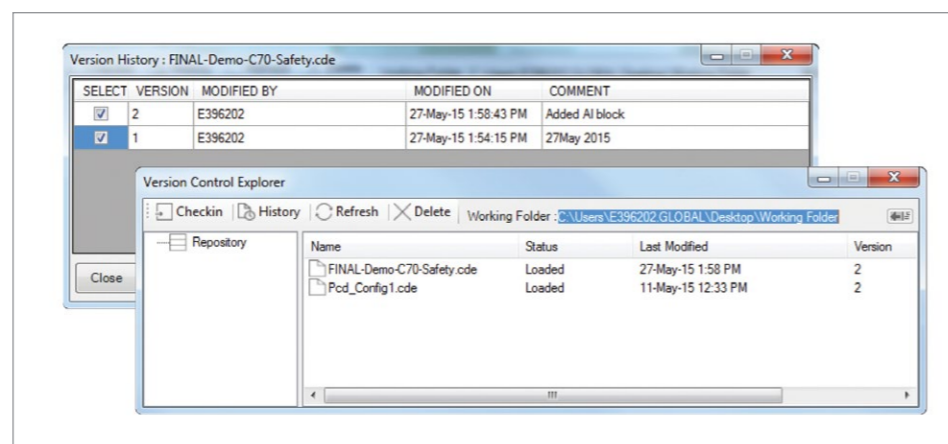 Version History : FINAL-Demo-C70-Safety.cde
SELECT VERSION MODIFIED BY MODIFIED ON COMMENT
2 E396202 27-May-15 1:58:43 PM Added AI block
1 E396202 27-May-15 1:54:15 PM 27May 2015
Version Control Explorer
Checkin History Refresh Delete Working Folder : C:\Users\E396202.GLOBAL\Desktop\Working Folder
Repository
Name Status Last Modified Version
FINAL-Demo-C70-Safety.cde Loaded 27-May-15 1:58 PM 2
Pcd_Config1.cde Loaded 11-May-15 12:33 PM 2
Close